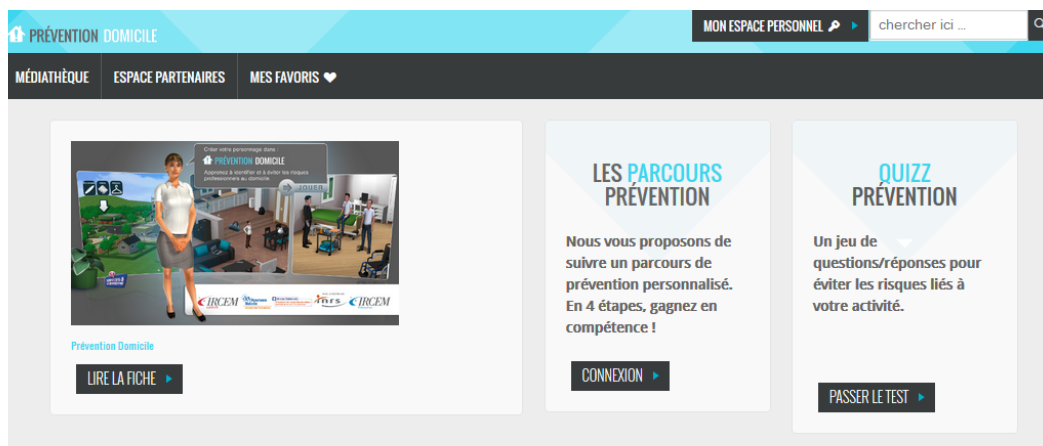 PRÉVENTION DOMICILE
MON ESPACE PERSONNEL
chercher ici ...
MÉDIATHÈQUE
ESPACE PARTENAIRES
MES FAVORIS
Créer votre personnage dans :
PRÉVENTION DOMICILE
Apprenez à identifier et à éviter les risques
professionnels au domicile.
JOUER
IRCEM
inrs
IRCEM
Prévention Domicile
LIRE LA FICHE
LES PARCOURS
PRÉVENTION
Nous vous proposons de
suivre un parcours de
prévention personnalisé.
En 4 étapes, gagnez en
compétence !
CONNEXION
QUIZZ
PRÉVENTION
Un jeu de
questions/réponses pour
éviter les risques liés à
votre activité.
PASSER LE TEST